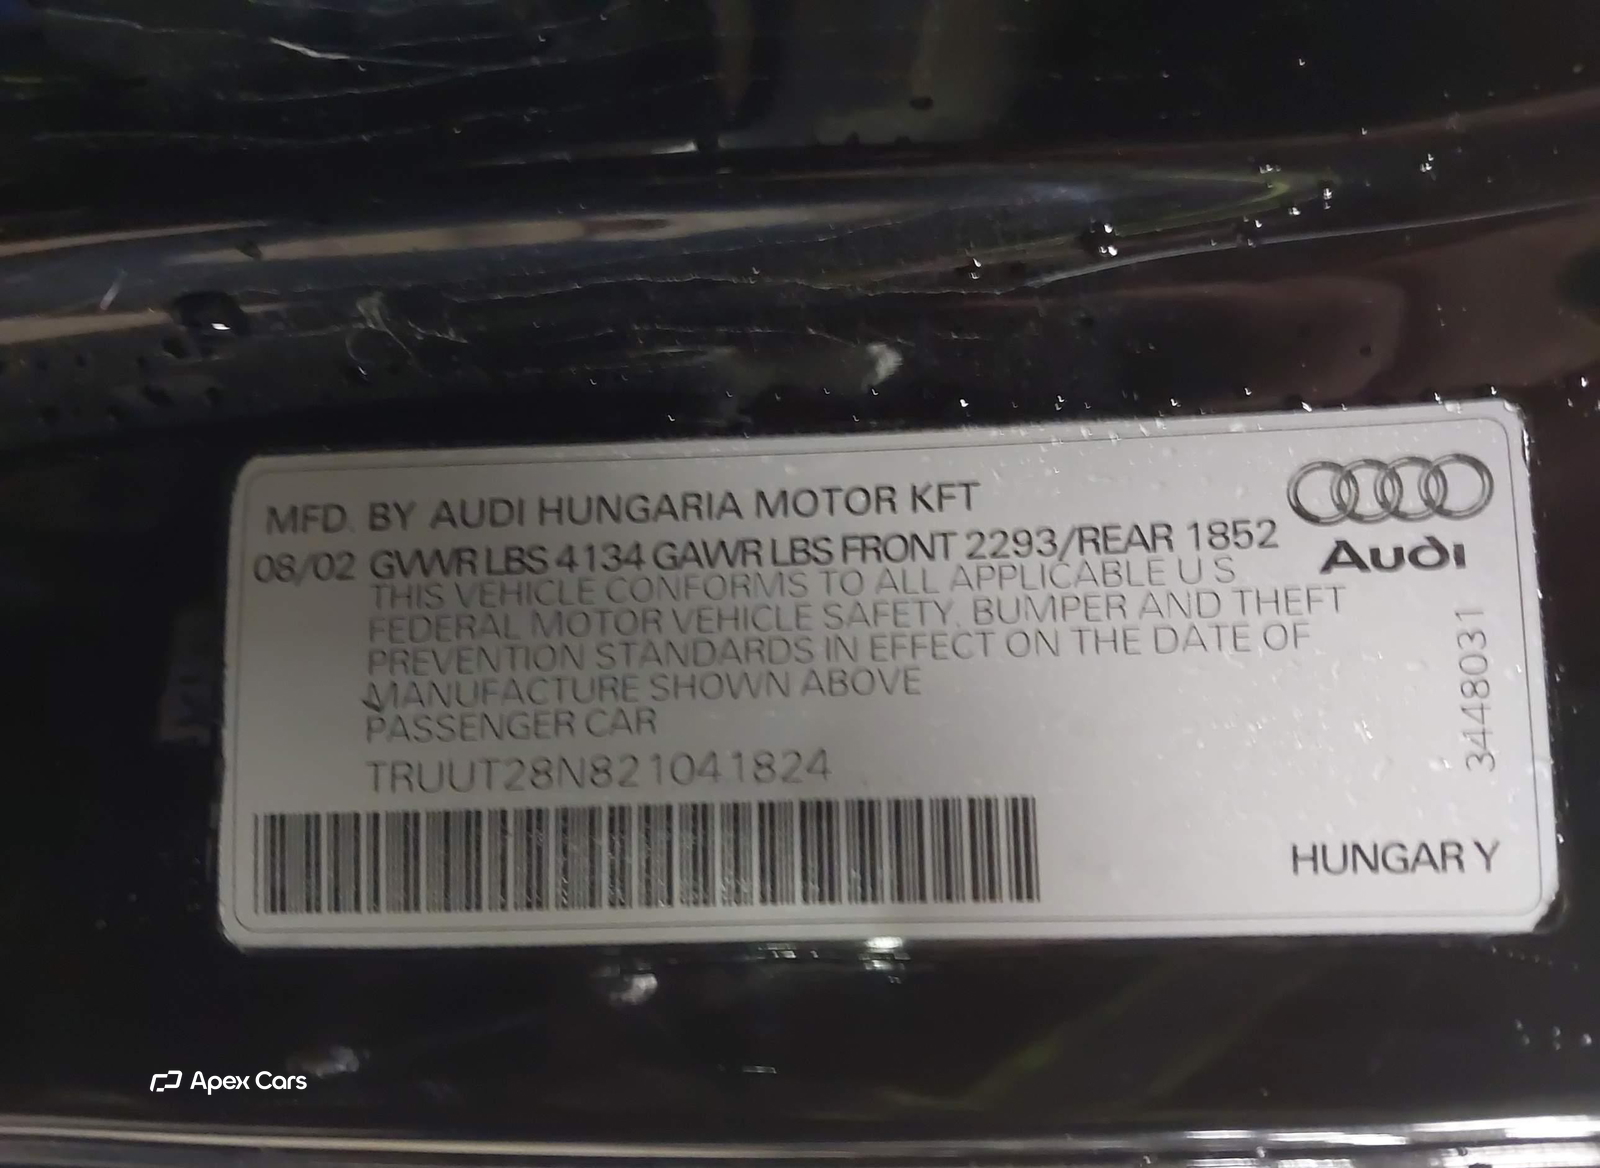 MFD. BY AUDI HUNGARIA MOTOR KFT
08/02 GVWR LBS 4134 GAWR LBS FRONT 2293/REAR 1852
THIS VEHICLE CONFORMS TO ALL APPLICABLE U S
FEDERAL MOTOR VEHICLE SAFETY, BUMPER AND THEFT
PREVENTION STANDARDS IN EFFECT ON THE DATE OF
MANUFACTURE SHOWN ABOVE
PASSENGER CAR
TRUUT28N821041824
Audi
3448031
HUNGARY
Apex Cars